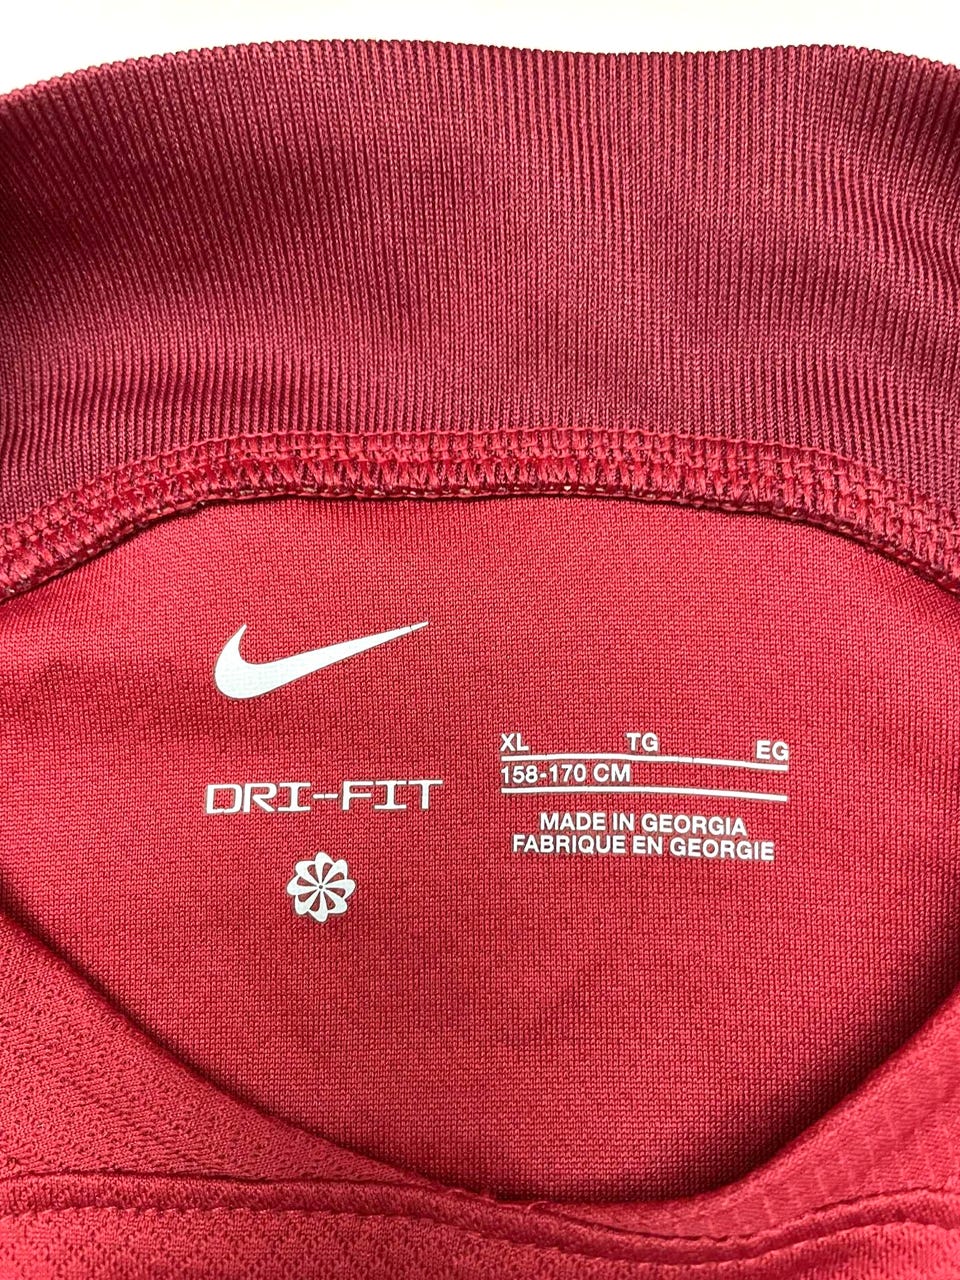 XL TG EG
158-170 CM
DRI-FIT
MADE IN GEORGIA
FABRIQUE EN GEORGIE